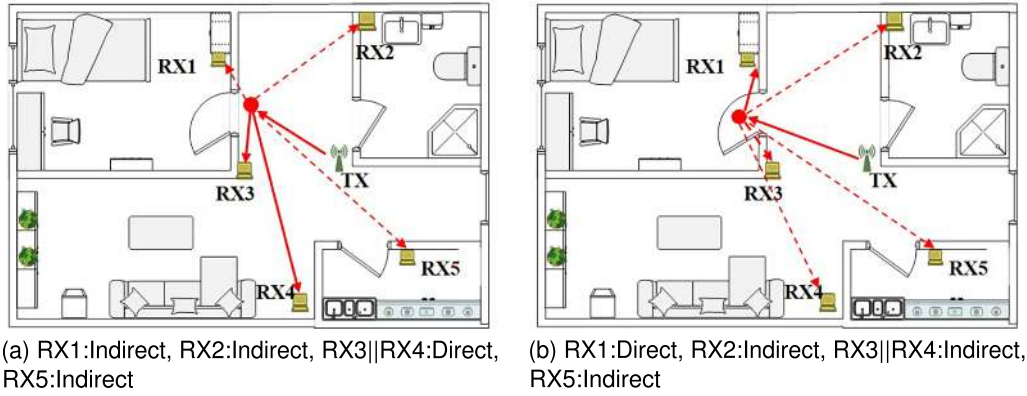 RX1
RX2
RX3
TX
RX4
RX5
(a) RX1:Indirect, RX2:Indirect, RX3||RX4:Direct,
RX5:Indirect
RX1
RX2
RX3
TX
RX4
RX5
(b) RX1:Direct, RX2:Indirect, RX3||RX4:Indirect,
RX5:Indirect